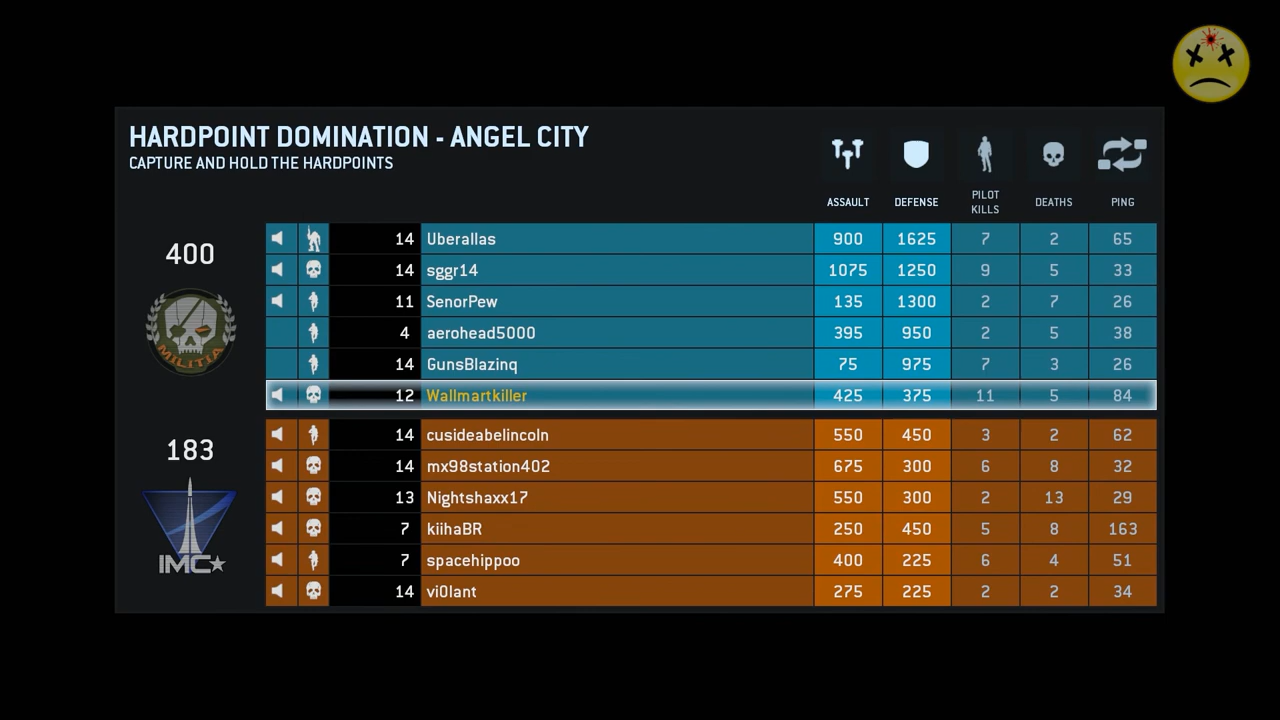 HARDPOINT DOMINATION - ANGEL CITY
CAPTURE AND HOLD THE HARDPOINTS
ASSAULT DEFENSE PILOT KILLS DEATHS PING
400
MILITIA
14 Uberallas 900 1625 7 2 65
14 sggr14 1075 1250 9 5 33
11 SenorPew 135 1300 2 7 26
4 aerohead5000 395 950 2 5 38
14 GunsBlazinq 75 975 7 3 26
12 Wallmartkiller 425 375 11 5 84
183
IMC
14 cusideabelincoln 550 450 3 2 62
14 mx98station402 675 300 6 8 32
13 Nightshaxx17 550 300 2 13 29
7 kiihaBR 250 450 5 8 163
7 spacehippoo 400 225 6 4 51
14 vi0lant 275 225 2 2 34